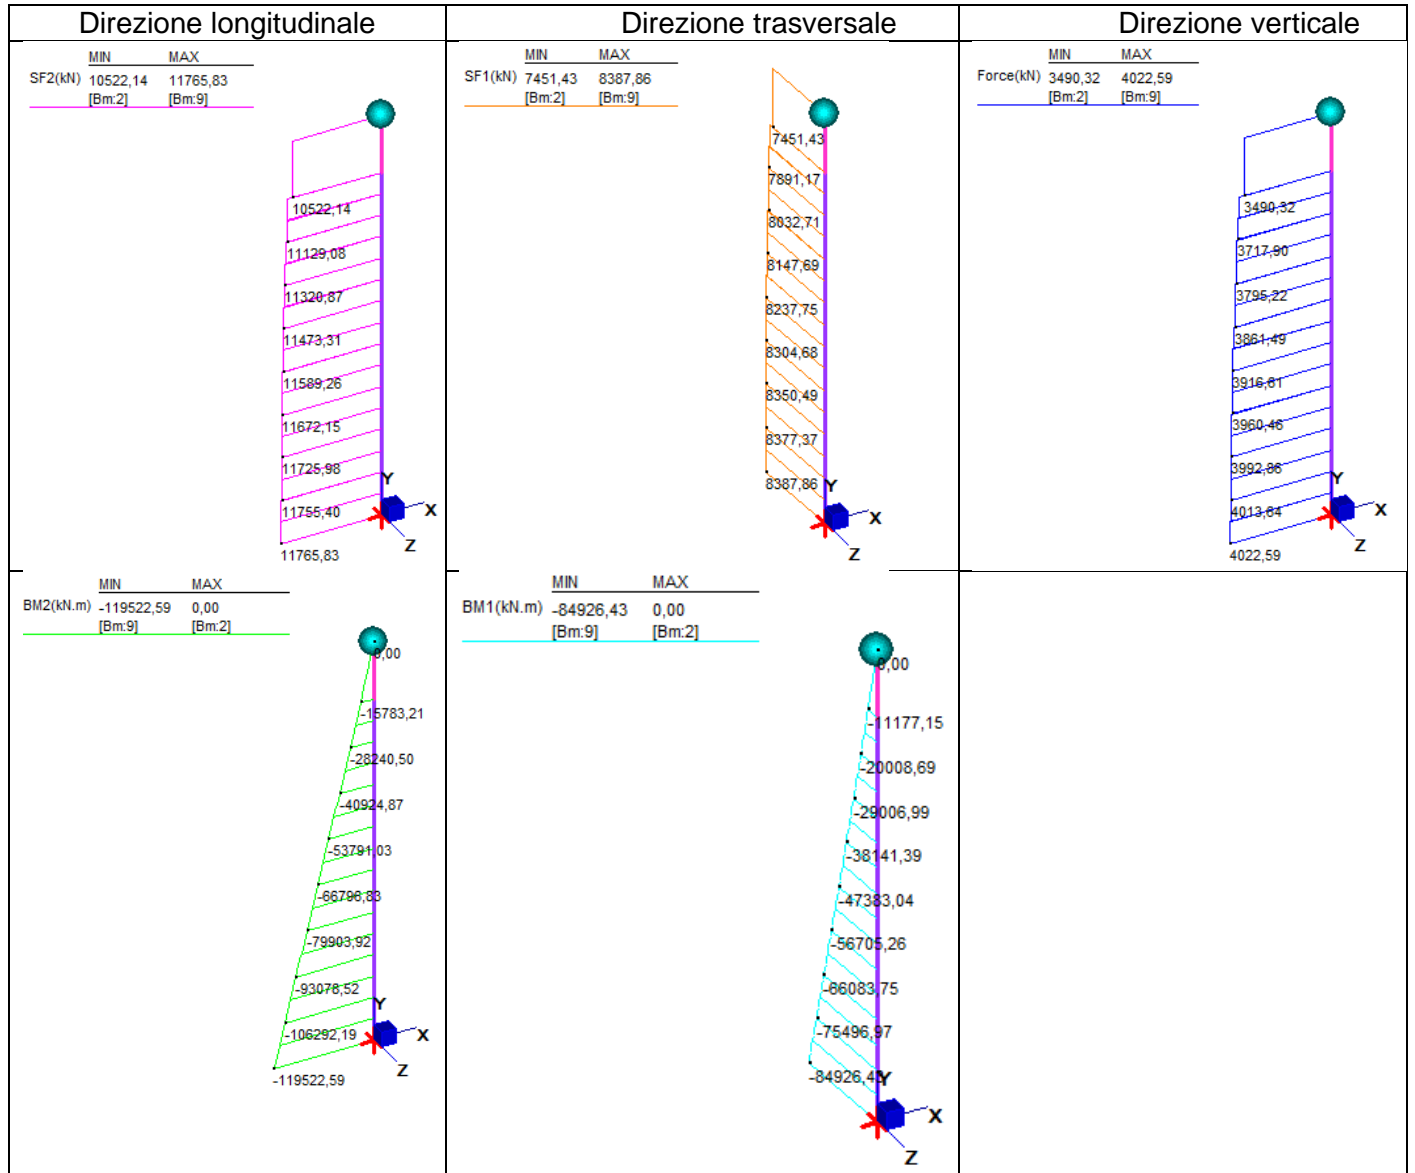 Direzione longitudinale
MIN MAX
SF2(kN) 10522,14 11765,83
[Bm:2] [Bm:9]
10522,14
11129,08
11320,87
11473,31
11589,26
11672,15
11725,98
Y
11755,40
X
Z
11765,83
Direzione trasversale
MIN MAX
SF1(kN) 7451,43 8387,86
[Bm:2] [Bm:9]
7451,43
7891,17
8032,71
8147,69
8237,75
8304,68
8350,49
8377,37
8387,86
Y
X
Z
Direzione verticale
MIN MAX
Force(kN) 3490,32 4022,59
[Bm:2] [Bm:9]
3490,32
3717,90
3795,22
3861,49
3916,81
3960,46
3992,86
Y
4013,64
X
Z
4022,59
MIN MAX
BM2(kN.m) -119522,59 0,00
[Bm:9] [Bm:2]
0,00
-15783,21
-28240,50
-40924,87
-53791,03
-66796,83
-79903,92
-93078,52
Y
-106292,19
X
Z
-119522,59
MIN MAX
BM1(kN.m) -84926,43 0,00
[Bm:9] [Bm:2]
0,00
-11177,15
-20008,69
-29006,99
-38141,39
-47383,04
-56705,26
-66083,75
-75496,97
-84926,43
Y
X
Z